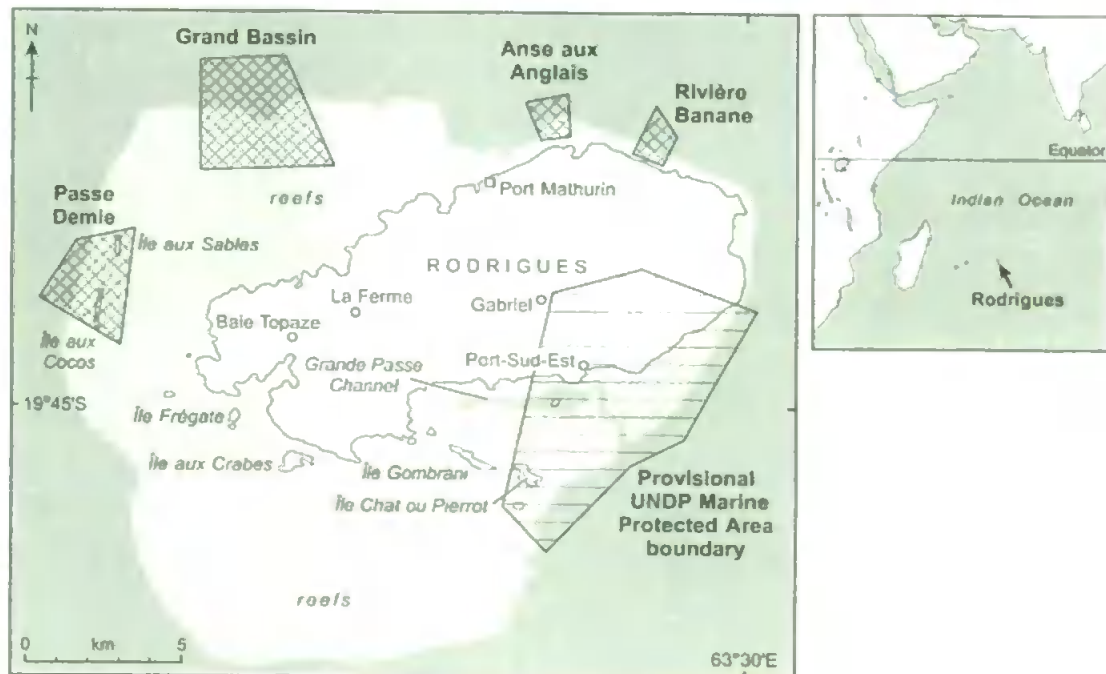 N
Grand Bassin
Anse aux
Anglais
Rivière
Banane
reefs
Port Mathurin
Passe
Demie
Île aux Sables
RODRIGUES
La Ferme
Gabriel
Baie Topaze
Île aux
Cocos
Port-Sud-Est
Grande Passe
Channel
19°45'S
Île Frégate
Île aux Crabes
Île Gombrani
Île Chat ou Pierrot
Provisional
UNDP Marine
Protected Area
boundary
reefs
0 km 5
63°30'E
Equator
Indian Ocean
Rodrigues